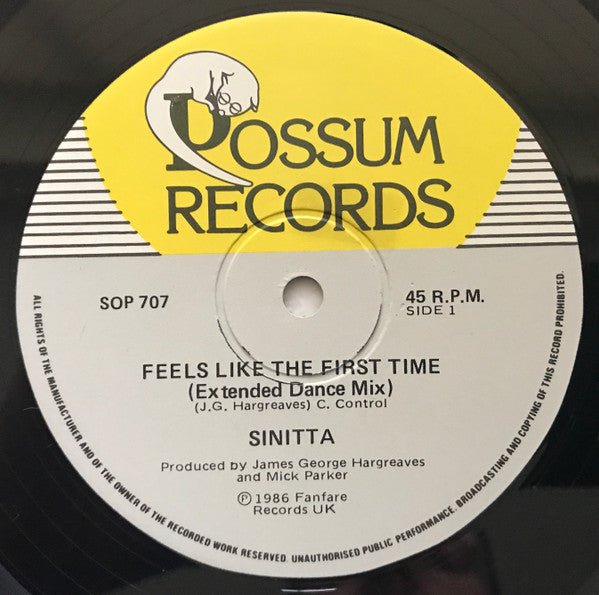 POSSUM
RECORDS
SOP 707
45 R.P.M.
SIDE 1
FEELS LIKE THE FIRST TIME
(Extended Dance Mix)
(J.G. Hargreaves) C. Control
SINITTA
Produced by James George Hargreaves
and Mick Parker
Ⓟ 1986 Fanfare
Records UK
ALL RIGHTS OF THE MANUFACTURER AND OF THE OWNER OF THE RECORDED WORK RESERVED. UNAUTHORISED PUBLIC PERFORMANCE, BROADCASTING AND COPYING OF THIS RECORD PROHIBITED.